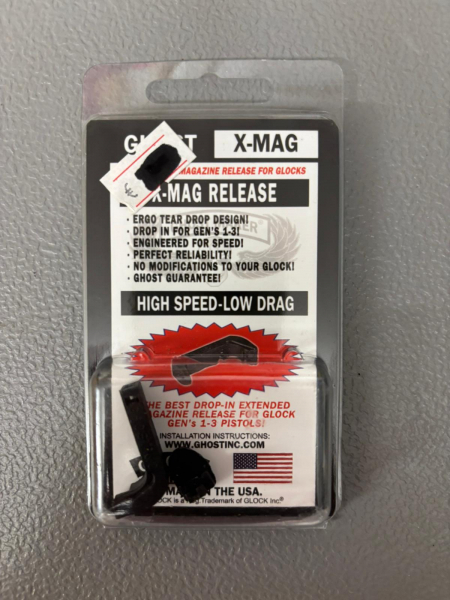 X-MAG
MAGAZINE RELEASE FOR GLOCKS
X-MAG RELEASE
· ERGO TEAR DROP DESIGN!
· DROP IN FOR GEN'S 1-3!
· ENGINEERED FOR SPEED!
· PERFECT RELIABILITY!
· NO MODIFICATIONS TO YOUR GLOCK!
· GHOST GUARANTEE!
HIGH SPEED-LOW DRAG
THE BEST DROP-IN EXTENDED
MAGAZINE RELEASE FOR GLOCK
GEN's 1-3 PISTOLS!
INSTALLATION INSTRUCTIONS:
WWW.GHOSTINC.COM
THE USA.
Trademark of GLOCK Inc®